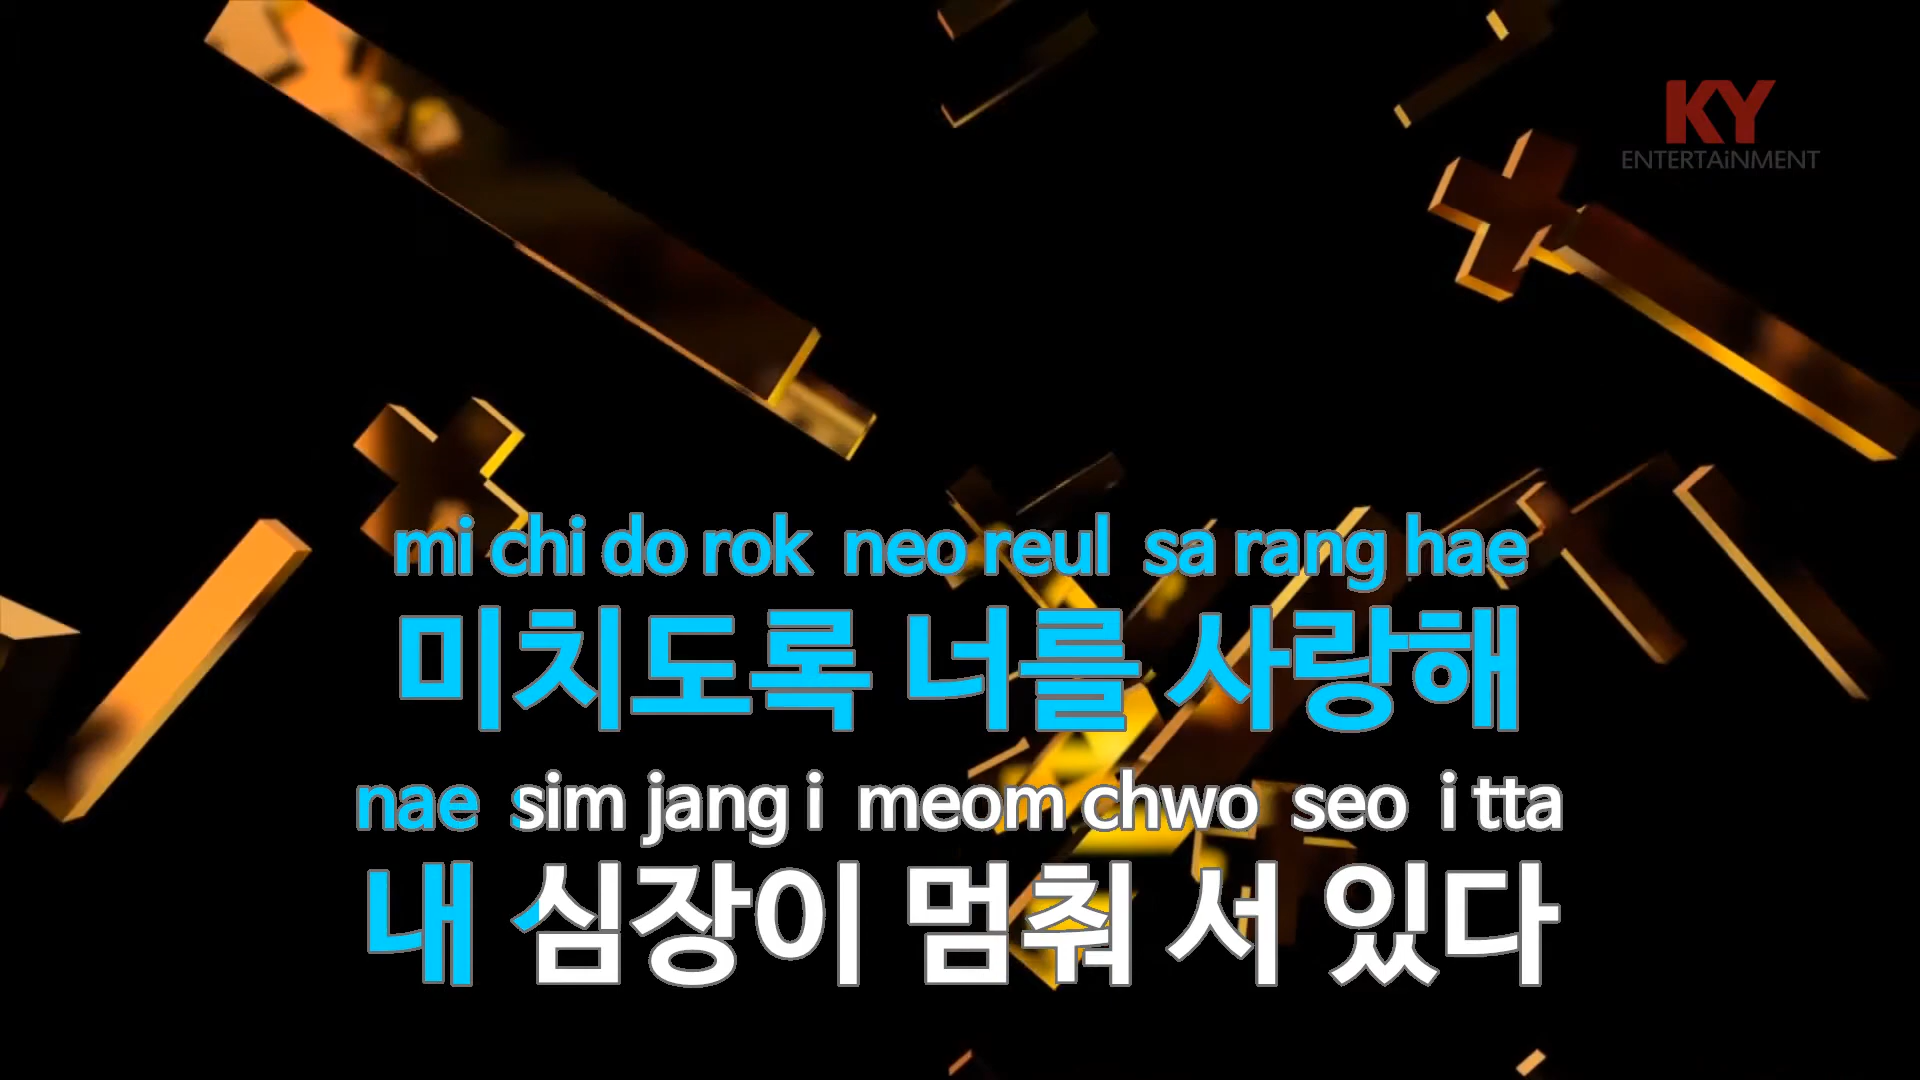 KY
ENTERTAiNMENT
mi chi do rok neo reul sa rang hae
미치도록 너를 사랑해
nae sim jang i meom chwo seo i tta
내 심장이 멈춰 서 있다